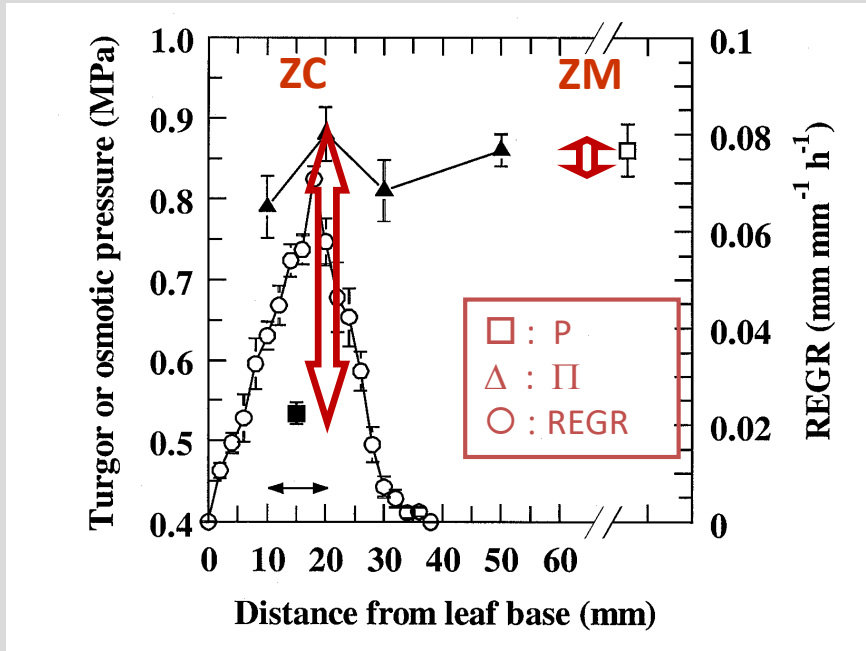 ZC
ZM
Turgor or osmotic pressure (MPa)
1.0
0.9
0.8
0.7
0.6
0.5
0.4
0.1
0.08
0.06
0.04
0.02
0
REGR (mm mm⁻¹ h⁻¹)
□ : P
Δ : Π
○ : REGR
0 10 20 30 40 50 60
Distance from leaf base (mm)